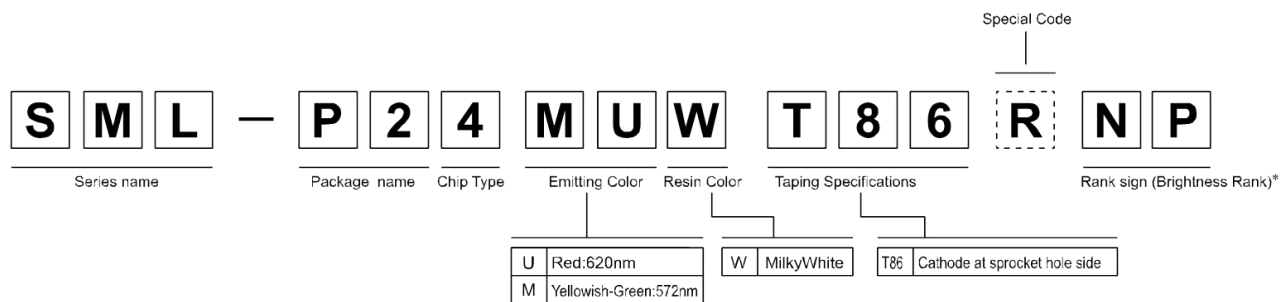 Special Code
S M L — P 2 4 M U W T 8 6 R N P
Series name Package name Chip Type Emitting Color Resin Color Taping Specifications Rank sign (Brightness Rank)*
U Red:620nm W MilkyWhite T86 Cathode at sprocket hole side
M Yellowish-Green:572nm